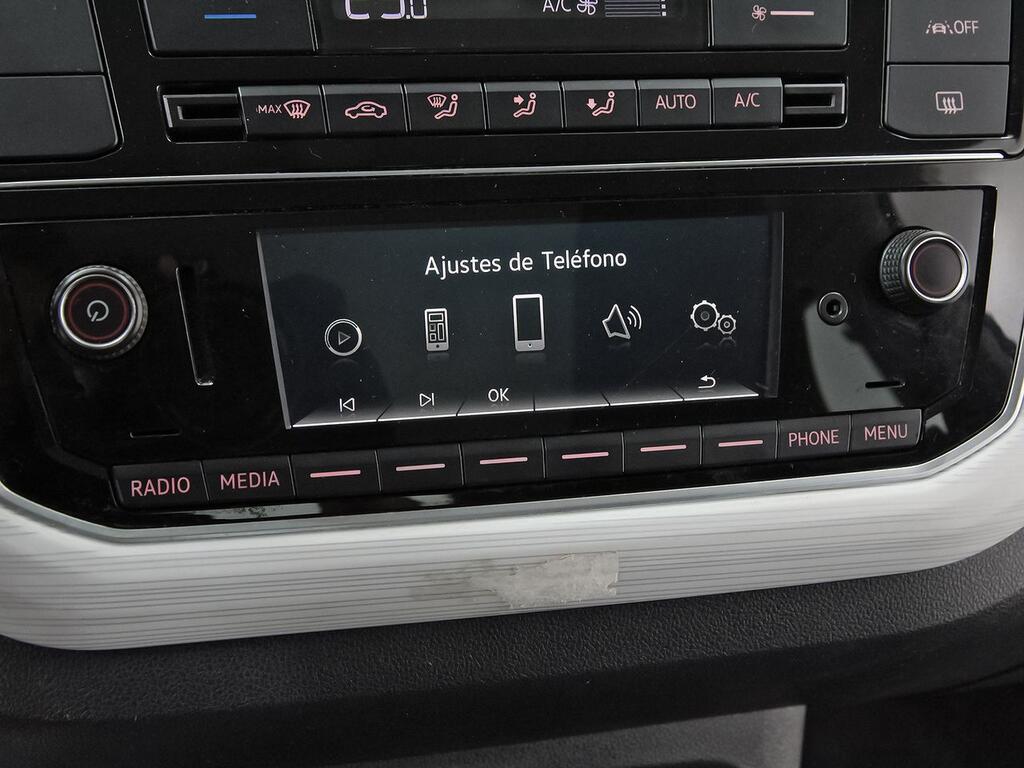 A/C
OFF
MAX
AUTO
A/C
Ajustes de Teléfono
OK
RADIO
MEDIA
PHONE
MENU